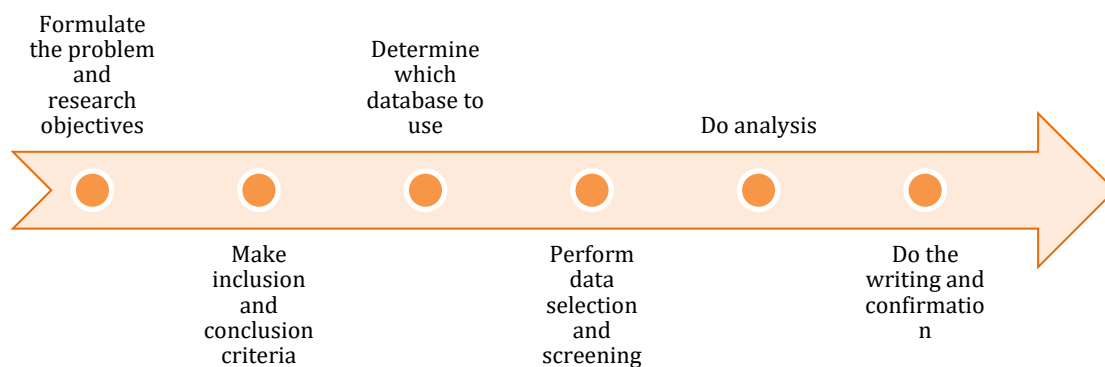 Formulate
the problem
and
research
objectives
Make
inclusion
and
conclusion
criteria
Determine
which
database to
use
Perform
data
selection
and
screening
Do analysis
Do the
writing and
confirmatio
n